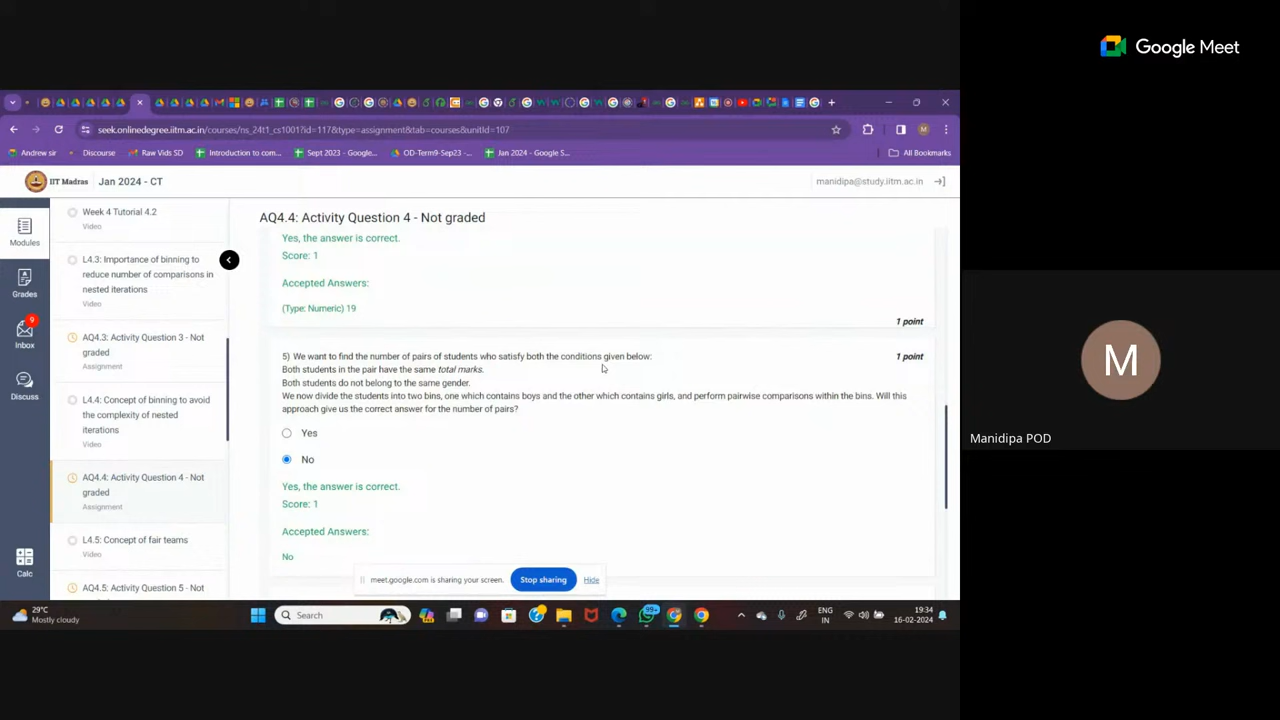 Google Meet
seek.onlinedegree.iitm.ac.in/courses/ns_24t1_cs1001?id=117&type=assignment&tab=courses&unitId=107
Andrew sir
Discourse
Raw Vids SD
Introduction to com...
Sept 2023 - Google...
OD-Term9-Sep23 -...
Jan 2024 - Google S...
All Bookmarks
IIT Madras
Jan 2024 - CT
manidipa@study.iitm.ac.in
Modules
Grades
9
Inbox
Discuss
Calc
Week 4 Tutorial 4.2
Video
L4.3: Importance of binning to
reduce number of comparisons in
nested iterations
Video
AQ4.3: Activity Question 3 - Not
graded
Assignment
L4.4: Concept of binning to avoid
the complexity of nested
iterations
Video
AQ4.4: Activity Question 4 - Not
graded
Assignment
L4.5: Concept of fair teams
Video
AQ4.5: Activity Question 5 - Not
AQ4.4: Activity Question 4 - Not graded
Yes, the answer is correct.
Score: 1
Accepted Answers:
(Type: Numeric) 19
1 point
5) We want to find the number of pairs of students who satisfy both the conditions given below:
1 point
Both students in the pair have the same total marks.
Both students do not belong to the same gender.
We now divide the students into two bins, one which contains boys and the other which contains girls, and perform pairwise comparisons within the bins. Will this
approach give us the correct answer for the number of pairs?
Yes
No
Yes, the answer is correct.
Score: 1
Accepted Answers:
No
meet.google.com is sharing your screen.
Stop sharing
Hide
29°C
Mostly cloudy
Search
99+
ENG
IN
19:34
16-02-2024
M
Manidipa POD